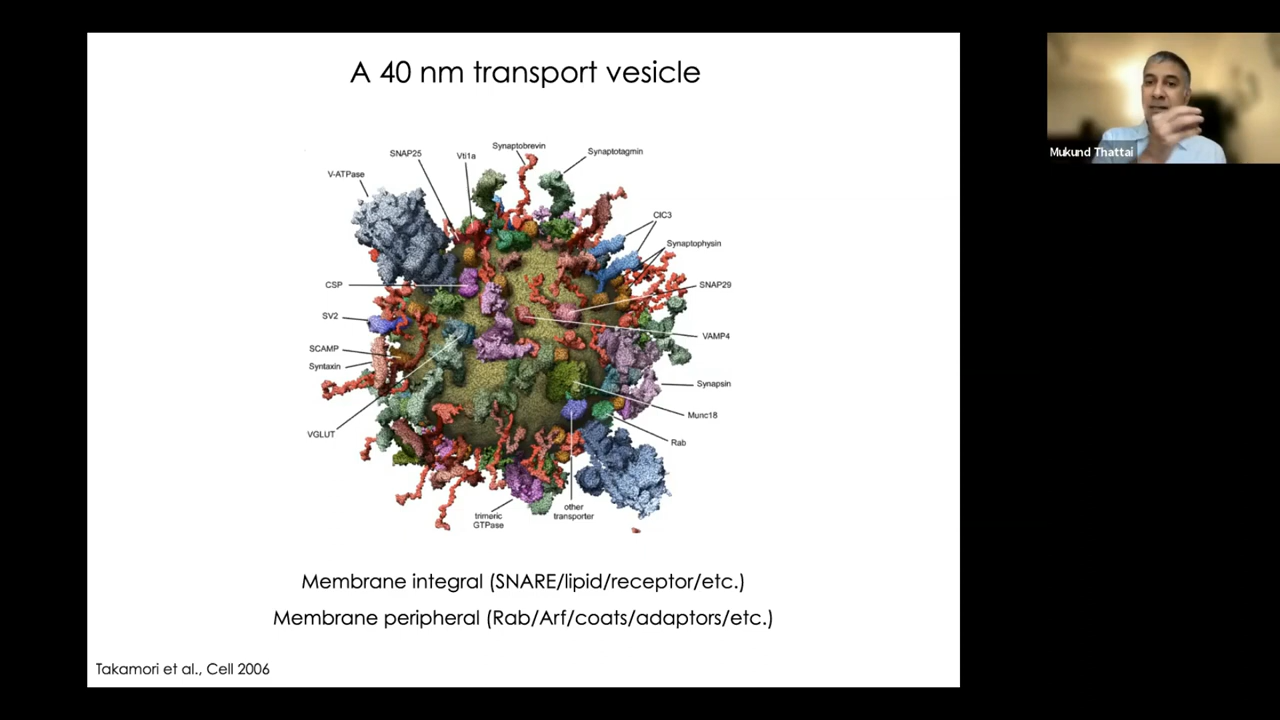 A 40 nm transport vesicle
Mukund Thattai
Synaptobrevin
SNAP25
Vti1a
Synaptotagmin
V-ATPase
ClC3
Synaptophysin
CSP
SNAP29
SV2
VAMP4
SCAMP
Syntaxin
Synapsin
Munc18
VGLUT
Rab
trimeric
GTPase
other
transporter
Membrane integral (SNARE/lipid/receptor/etc.)
Membrane peripheral (Rab/Arf/coats/adaptors/etc.)
Takamori et al., Cell 2006